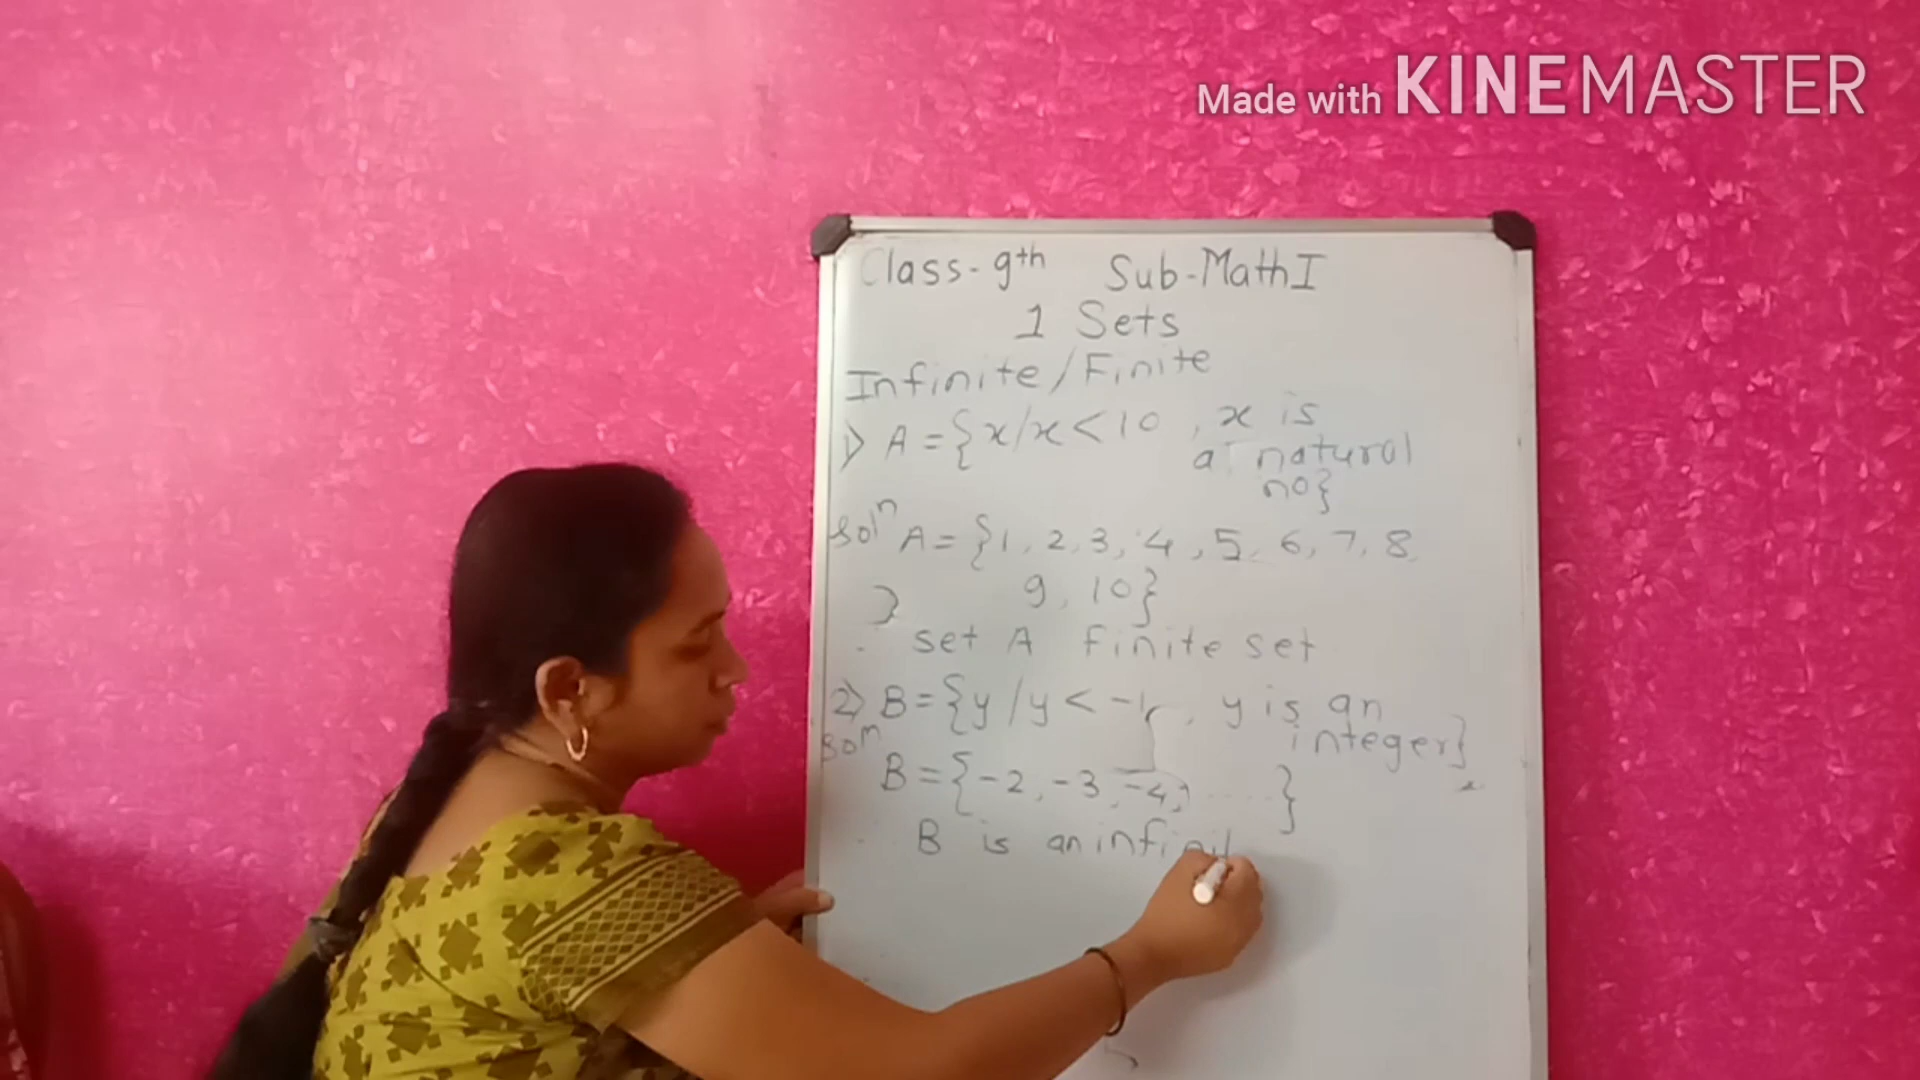 Made with KINEMASTER
Class-9th Sub-Math I
1 Sets
Infinite/Finite
1) A = {x/x < 10 , x is
a natural
no}
Soln A = {1, 2, 3, 4, 5, 6, 7, 8
9, 10}
Set A Finite set
2) B = {y/y < -1 , y is an
integer}
Soln
B = {-2, -3, -4, ..... }
B is an infinit